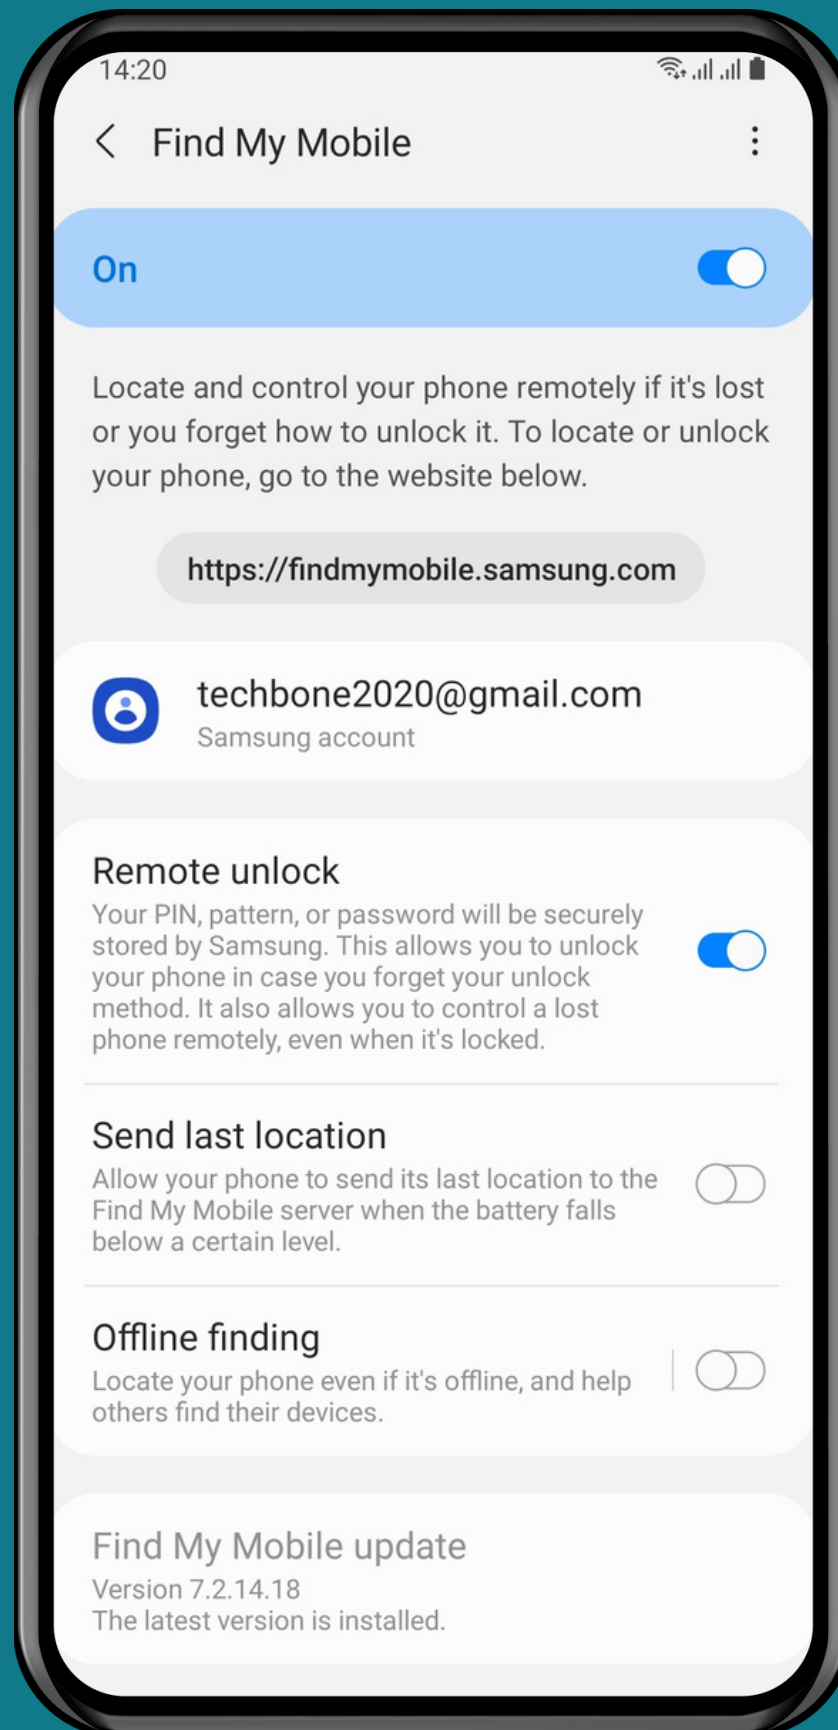 14:20
Find My Mobile
On
Locate and control your phone remotely if it's lost
or you forget how to unlock it. To locate or unlock
your phone, go to the website below.
https://findmymobile.samsung.com
techbone2020@gmail.com
Samsung account
Remote unlock
Your PIN, pattern, or password will be securely
stored by Samsung. This allows you to unlock
your phone in case you forget your unlock
method. It also allows you to control a lost
phone remotely, even when it's locked.
Send last location
Allow your phone to send its last location to the
Find My Mobile server when the battery falls
below a certain level.
Offline finding
Locate your phone even if it's offline, and help
others find their devices.
Find My Mobile update
Version 7.2.14.18
The latest version is installed.